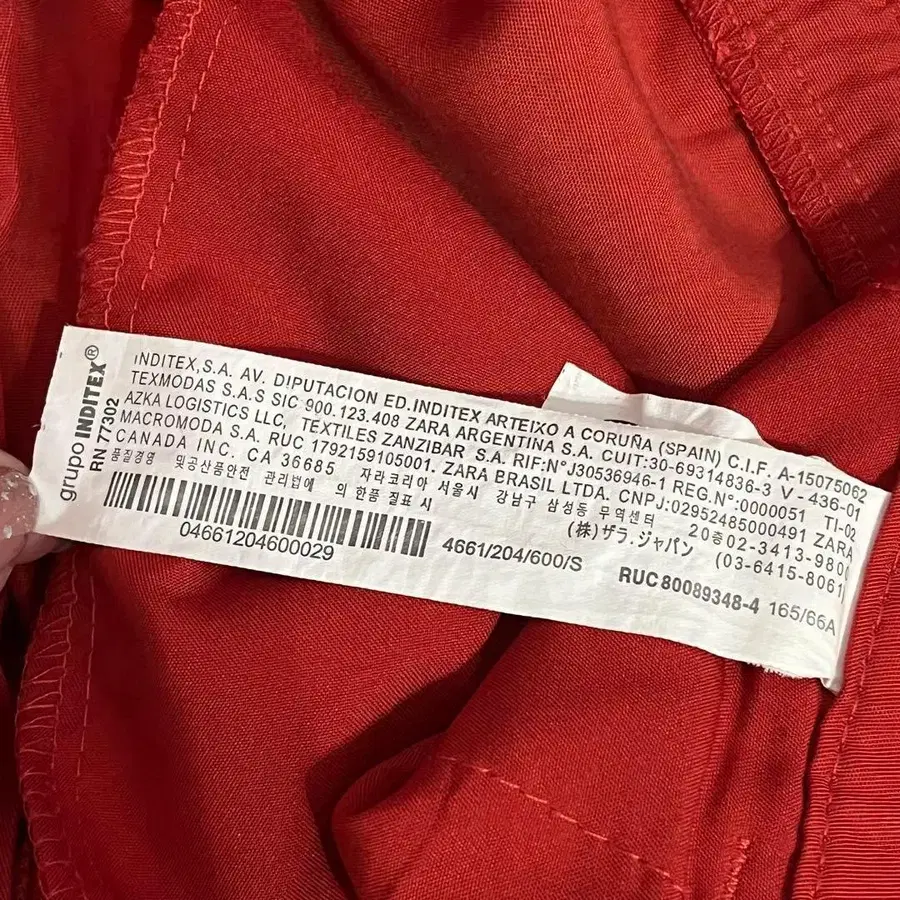 grupo INDITEX®
RN 77302
INDITEX,S.A. AV. DIPUTACION ED.INDITEX ARTEIXO A CORUÑA (SPAIN) C.I.F. A-15075062
TEXMODAS S.A.S SIC 900.123.408 ZARA ARGENTINA S.A. CUIT:30-69314836-3 V-436-01
AZKA LOGISTICS LLC, TEXTILES ZANZIBAR S.A. RIF:N°J30536946-1 REG.N°:0000051 TI-02
MACROMODA S.A. RUC 1792159105001. ZARA BRASIL LTDA. CNPJ:02952485000491 ZARA
CANADA INC. CA 36685 자라코리아 서울시 강남구 삼성동 무역센터 20층02-3413-980
품질경영 및공산품안전 관리법에 의 한품 질표 시 (株)ザラ.ジャパン (03-6415-8061)
04661204600029
4661/204/600/S
RUC80089348-4 165/66A